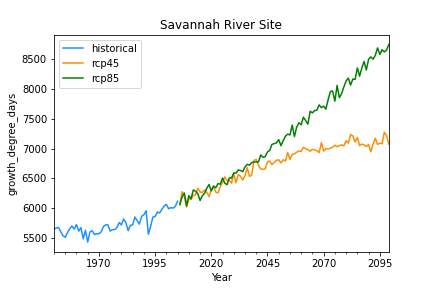 Savannah River Site
historical
rcp45
rcp85
growth_degree_days
8500
8000
7500
7000
6500
6000
5500
1970
1995
2020
2045
2070
2095
Year